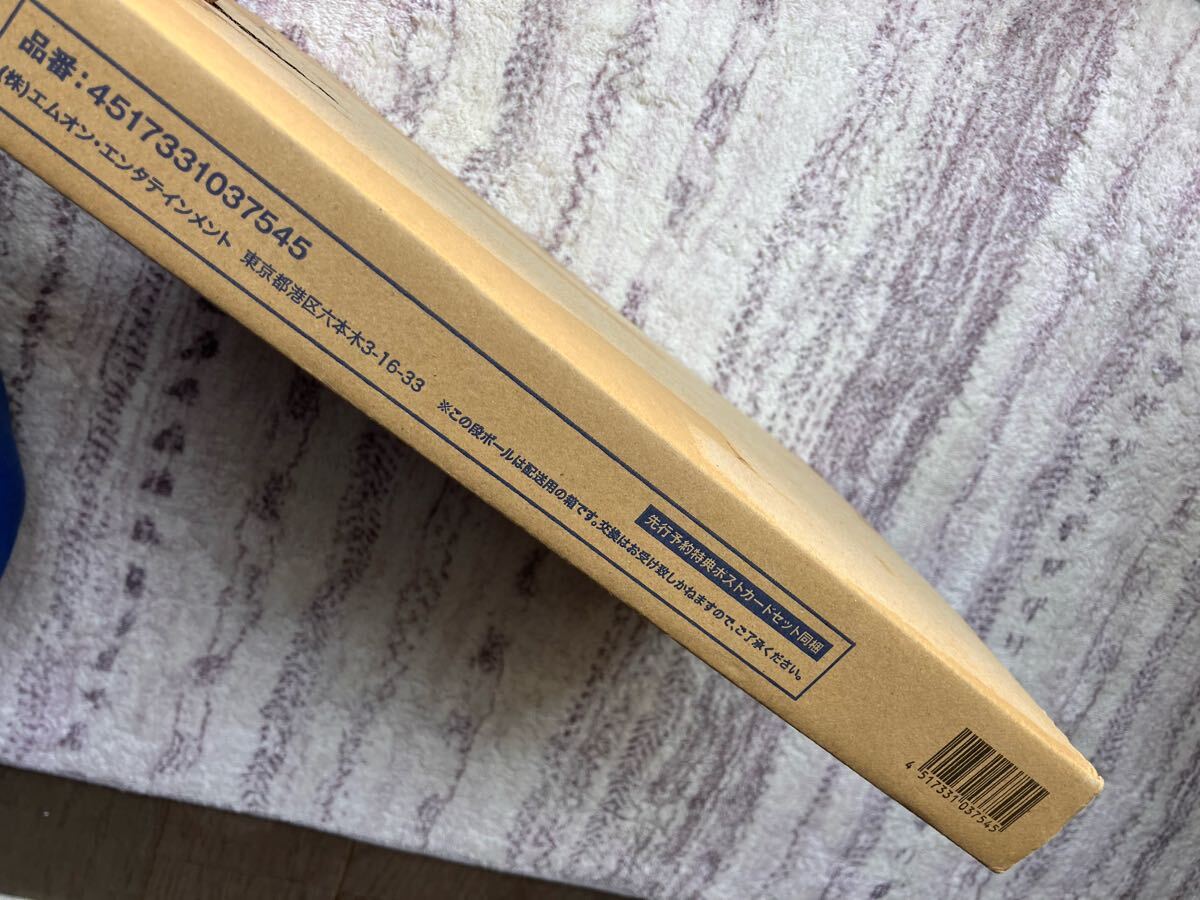 品番:4517331037545
(株)エムオン・エンタテインメント 東京都港区六本木3-16-33
先行予約特典ポストカードセット同梱
※この段ボールは配送用の箱です。交換はお受け致しかねますので、ご了承ください。
4 517331 037545